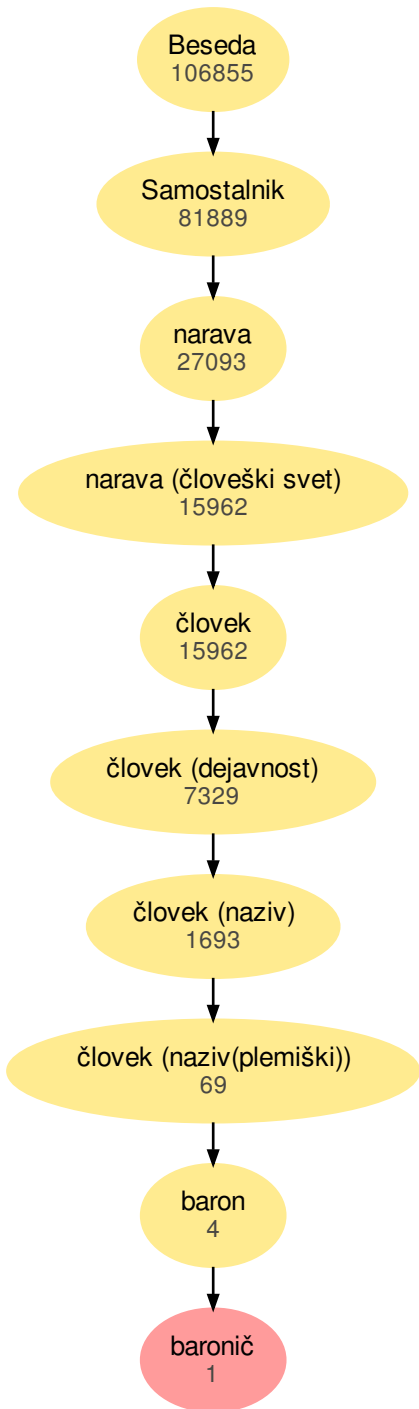 Beseda
106855
Samostalnik
81889
narava
27093
narava (človeški svet)
15962
človek
15962
človek (dejavnost)
7329
človek (naziv)
1693
človek (naziv(plemiški))
69
baron
4
baronič
1